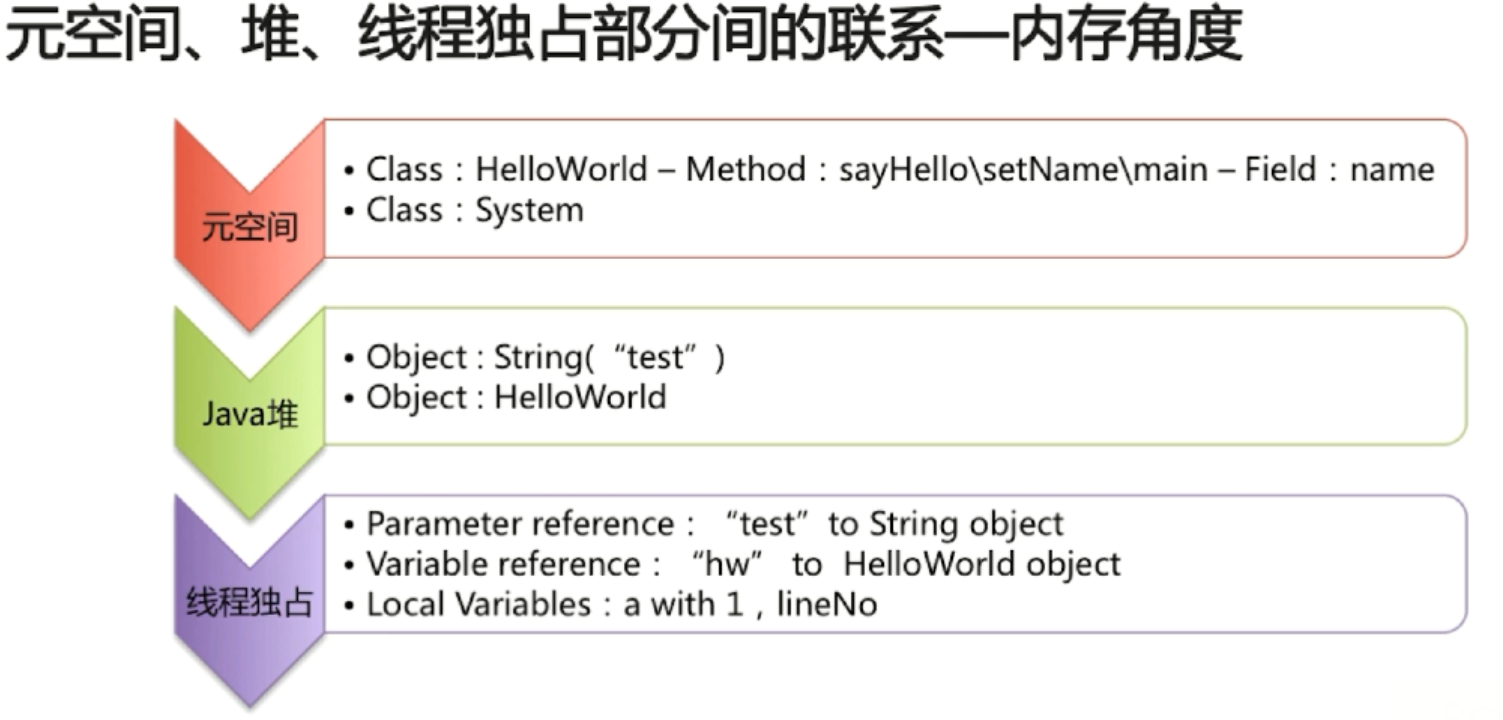 元空间、堆、线程独占部分间的联系—内存角度
元空间
• Class：HelloWorld – Method：sayHello\setName\main – Field：name
• Class：System
Java堆
• Object : String( “test” )
• Object : HelloWorld
线程独占
• Parameter reference： “test” to String object
• Variable reference： “hw” to HelloWorld object
• Local Variables：a with 1 , lineNo